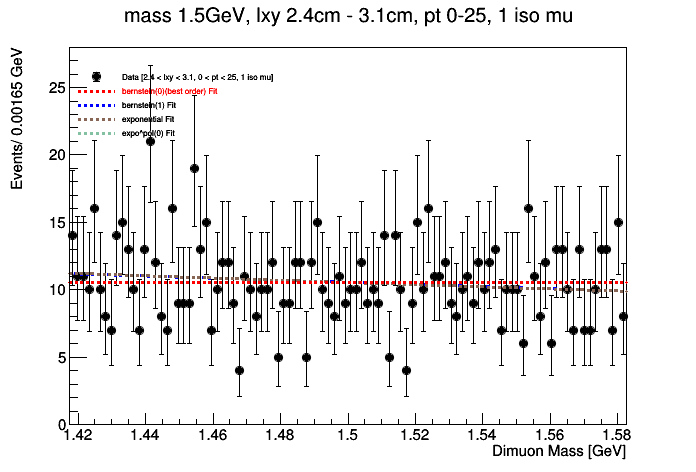 mass 1.5GeV, lxy 2.4cm - 3.1cm, pt 0-25, 1 iso mu
Events/ 0.00165 GeV
Data [2.4 < lxy < 3.1, 0 < pt < 25, 1 iso mu]
bernstein(0)(best order) Fit
bernstein(1) Fit
exponential Fit
expo*pol(0) Fit
25
20
15
10
5
0
1.42 1.44 1.46 1.48 1.5 1.52 1.54 1.56 1.58
Dimuon Mass [GeV]